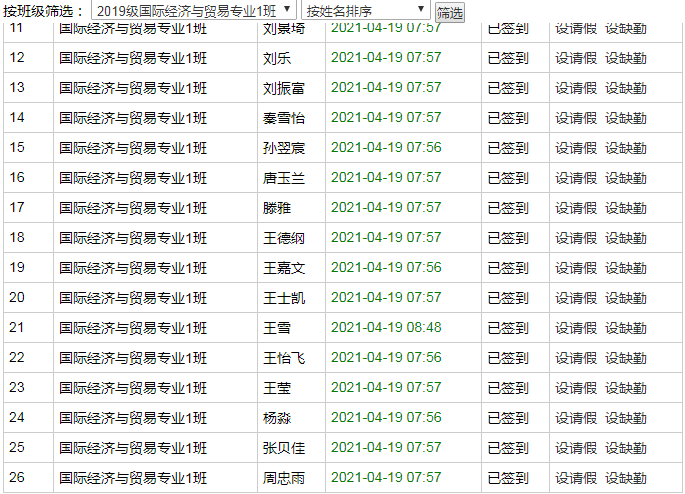 按班级筛选： 2019级国际经济与贸易专业1班 按姓名排序 筛选
11 国际经济与贸易专业1班 刘景琦 2021-04-19 07:57 已签到 设请假 设缺勤
12 国际经济与贸易专业1班 刘乐 2021-04-19 07:57 已签到 设请假 设缺勤
13 国际经济与贸易专业1班 刘振富 2021-04-19 07:57 已签到 设请假 设缺勤
14 国际经济与贸易专业1班 秦雪怡 2021-04-19 07:57 已签到 设请假 设缺勤
15 国际经济与贸易专业1班 孙翌宸 2021-04-19 07:56 已签到 设请假 设缺勤
16 国际经济与贸易专业1班 唐玉兰 2021-04-19 07:57 已签到 设请假 设缺勤
17 国际经济与贸易专业1班 滕雅 2021-04-19 07:57 已签到 设请假 设缺勤
18 国际经济与贸易专业1班 王德纲 2021-04-19 07:57 已签到 设请假 设缺勤
19 国际经济与贸易专业1班 王嘉文 2021-04-19 07:56 已签到 设请假 设缺勤
20 国际经济与贸易专业1班 王士凯 2021-04-19 07:57 已签到 设请假 设缺勤
21 国际经济与贸易专业1班 王雪 2021-04-19 08:48 已签到 设请假 设缺勤
22 国际经济与贸易专业1班 王怡飞 2021-04-19 07:56 已签到 设请假 设缺勤
23 国际经济与贸易专业1班 王莹 2021-04-19 07:57 已签到 设请假 设缺勤
24 国际经济与贸易专业1班 杨淼 2021-04-19 07:56 已签到 设请假 设缺勤
25 国际经济与贸易专业1班 张贝佳 2021-04-19 07:57 已签到 设请假 设缺勤
26 国际经济与贸易专业1班 周忠雨 2021-04-19 07:57 已签到 设请假 设缺勤